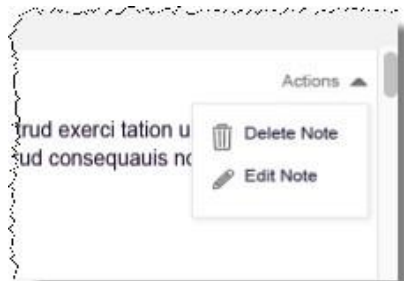 Actions
trud exerci tation u
Delete Note
ud consequauis no
Edit Note